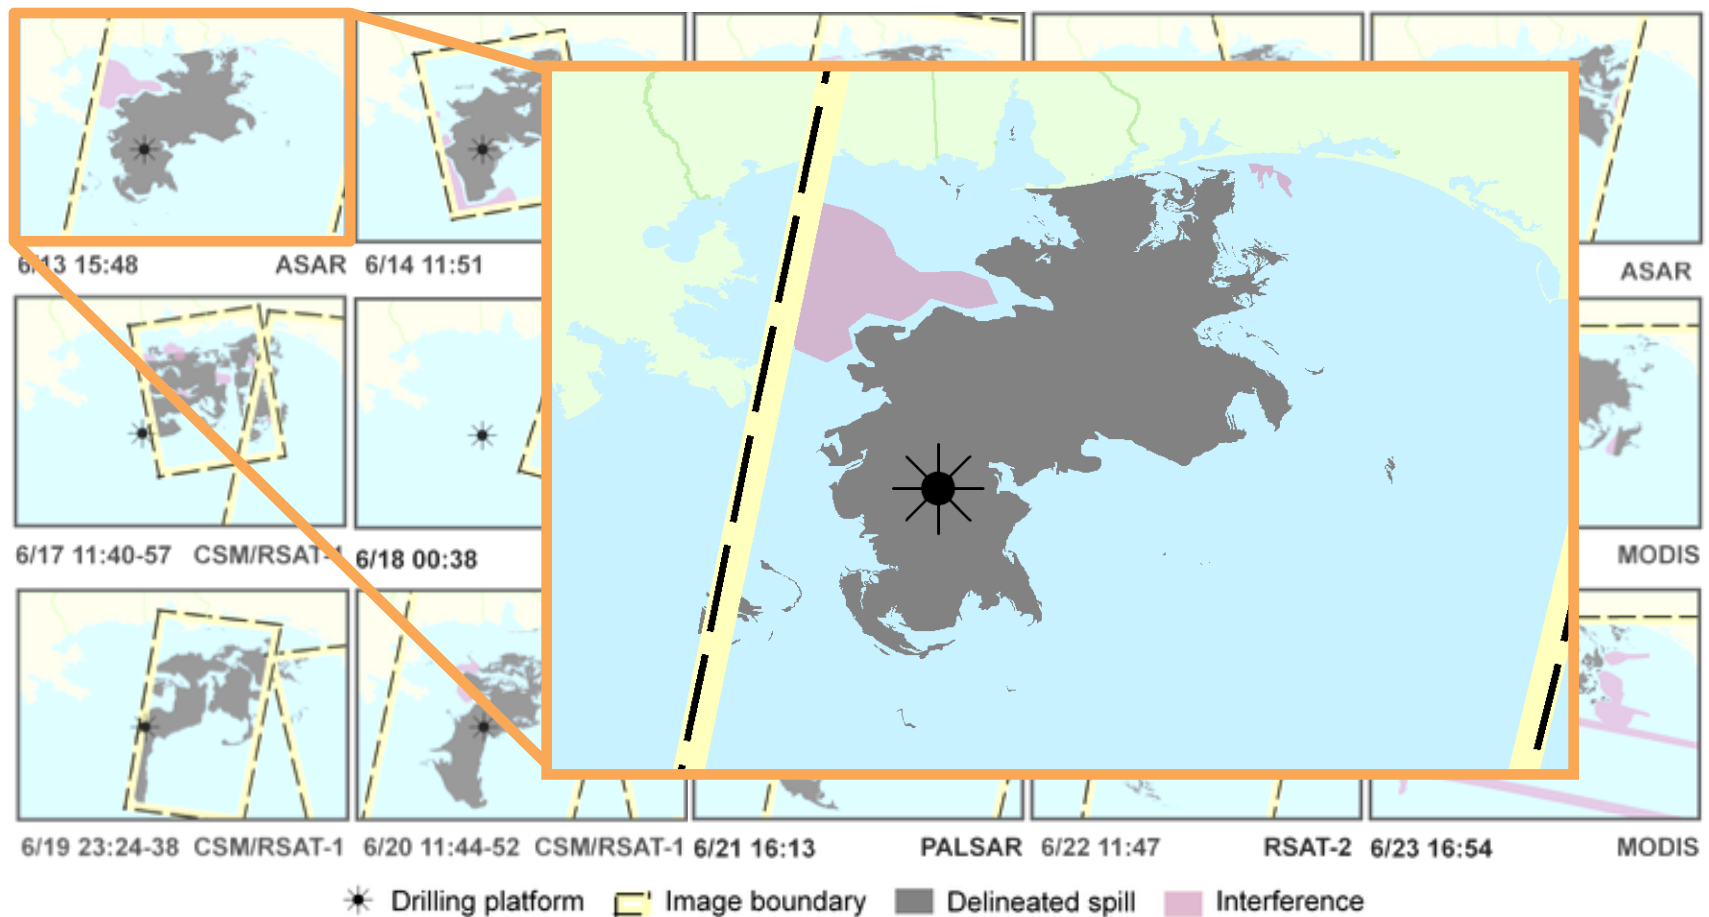 6/13 15:48 ASAR 6/14 11:51 ASAR
6/17 11:40-57 CSM/RSAT-1 6/18 00:38 MODIS
6/19 23:24-38 CSM/RSAT-1 6/20 11:44-52 CSM/RSAT-1 6/21 16:13 PALSAR 6/22 11:47 RSAT-2 6/23 16:54 MODIS
Drilling platform Image boundary Delineated spill Interference